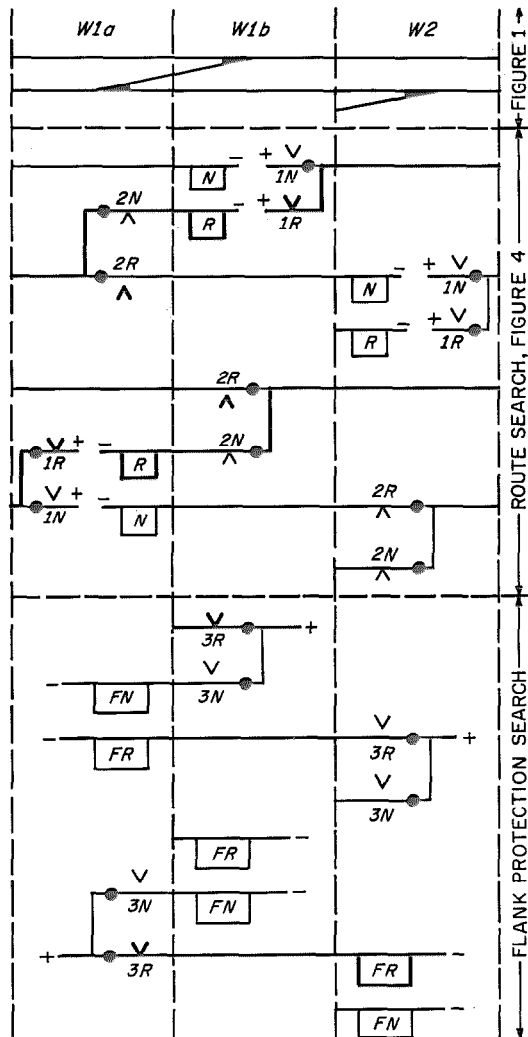 W1a W1b W2
FIGURE 1
- + V
N 1N
2N - + V
R 1R
2R - + V
N 1N
- + V
R 1R
ROUTE SEARCH, FIGURE 4
2R
V + - 2N
1R R
V + - 2R
1N N
2N
V +
3R
- V
FN 3N
- V +
FR 3R
V
3N
FLANK PROTECTION SEARCH
-
FR
V -
3N FN
+ V -
3R FR
-
FN